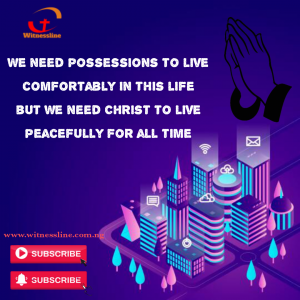 Witnessline
WE NEED POSSESSIONS TO LIVE
COMFORTABLY IN THIS LIFE
BUT WE NEED CHRIST TO LIVE
PEACEFULLY FOR ALL TIME
www.witnessline.com.ng
SUBSCRIBE
SUBSCRIBE